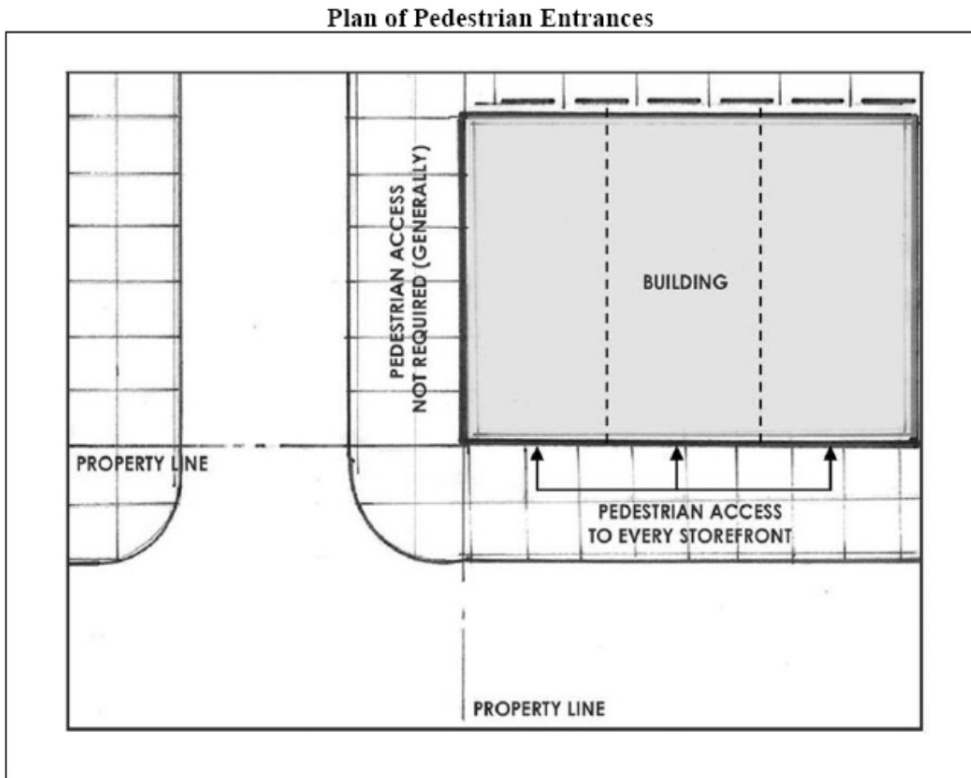 Plan of Pedestrian Entrances
PEDESTRIAN ACCESS
NOT REQUIRED (GENERALLY)
BUILDING
PROPERTY LINE
PEDESTRIAN ACCESS
TO EVERY STOREFRONT
PROPERTY LINE